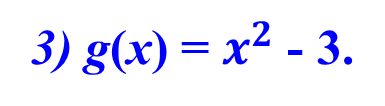 3) g(x) = x² - 3.